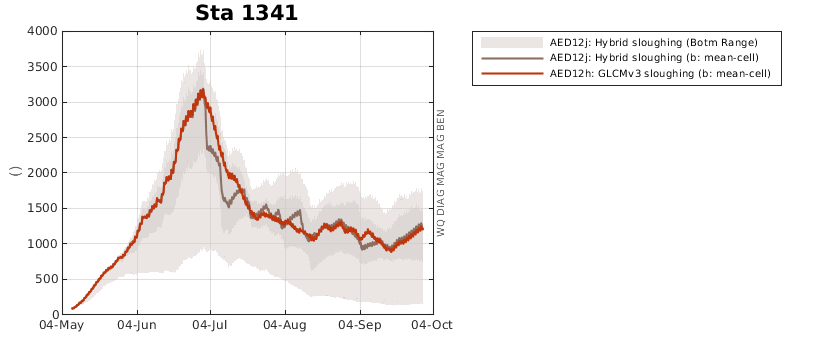 Sta 1341
4000
3500
3000
2500
2000
1500
1000
500
0
()
04-May 04-Jun 04-Jul 04-Aug 04-Sep 04-Oct
WQ DIAG MAG MAG BEN
AED12j: Hybrid sloughing (Botm Range)
AED12j: Hybrid sloughing (b: mean-cell)
AED12h: GLCMv3 sloughing (b: mean-cell)